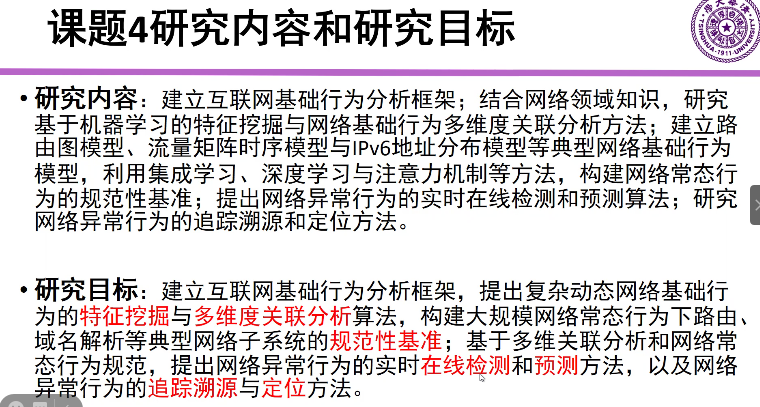 课题4研究内容和研究目标
TSINGHUA
·1911·
UNIVERSITY
• 研究内容：建立互联网基础行为分析框架；结合网络领域知识，研究
基于机器学习的特征挖掘与网络基础行为多维度关联分析方法；建立路
由图模型、流量矩阵时序模型与IPv6地址分布模型等典型网络基础行为
模型，利用集成学习、深度学习与注意力机制等方法，构建网络常态行
为的规范性基准；提出网络异常行为的实时在线检测和预测算法；研究
网络异常行为的追踪溯源和定位方法。
• 研究目标：建立互联网基础行为分析框架，提出复杂动态网络基础行
为的特征挖掘与多维度关联分析算法，构建大规模网络常态行为下路由、
域名解析等典型网络子系统的规范性基准；基于多维关联分析和网络常
态行为规范，提出网络异常行为的实时在线检测和预测方法，以及网络
异常行为的追踪溯源与定位方法。